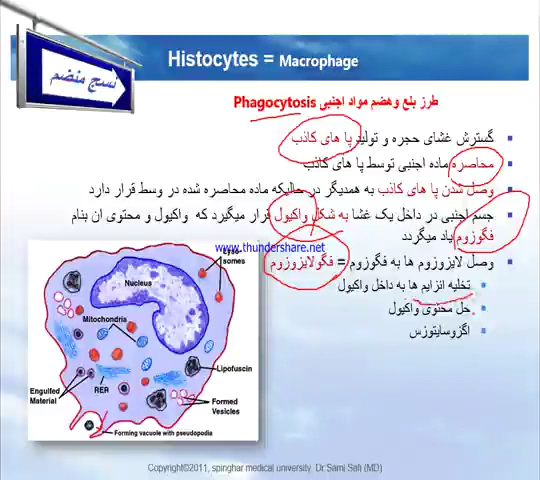 Histocytes = Macrophage
نسج منضم
طرز بلع وهضم مواد اجنبی Phagocytosis
گسترش غشای حجره و تولید پا های کاذب
محاصره ماده اجنبی توسط پا های کاذب
وصل شدن پا های کاذب به همدیگر در حالیکه ماده محاصره شده در وسط قرار دارد
جسم اجنبی در داخل یک غشا به شکل واکیول قرار میگیرد که واکیول و محتوی ان بنام
فگوزوم یاد میگردد
www.thundershare.net
وصل لایزوزوم ها به فگوزوم = فگولایزوزوم
تخلیه انزایم ها به داخل واکیول
حل محتوی واکیول
اگزوسایتوزس
Lyso
somes
Nucleus
Mitochondria
Lipofuscin
Engulfed
Material
RER
Formed
Vesicles
Forming vacuole with pseudopodia
Copyright©2011, spinghar medical university, Dr Sami Safi (MD)